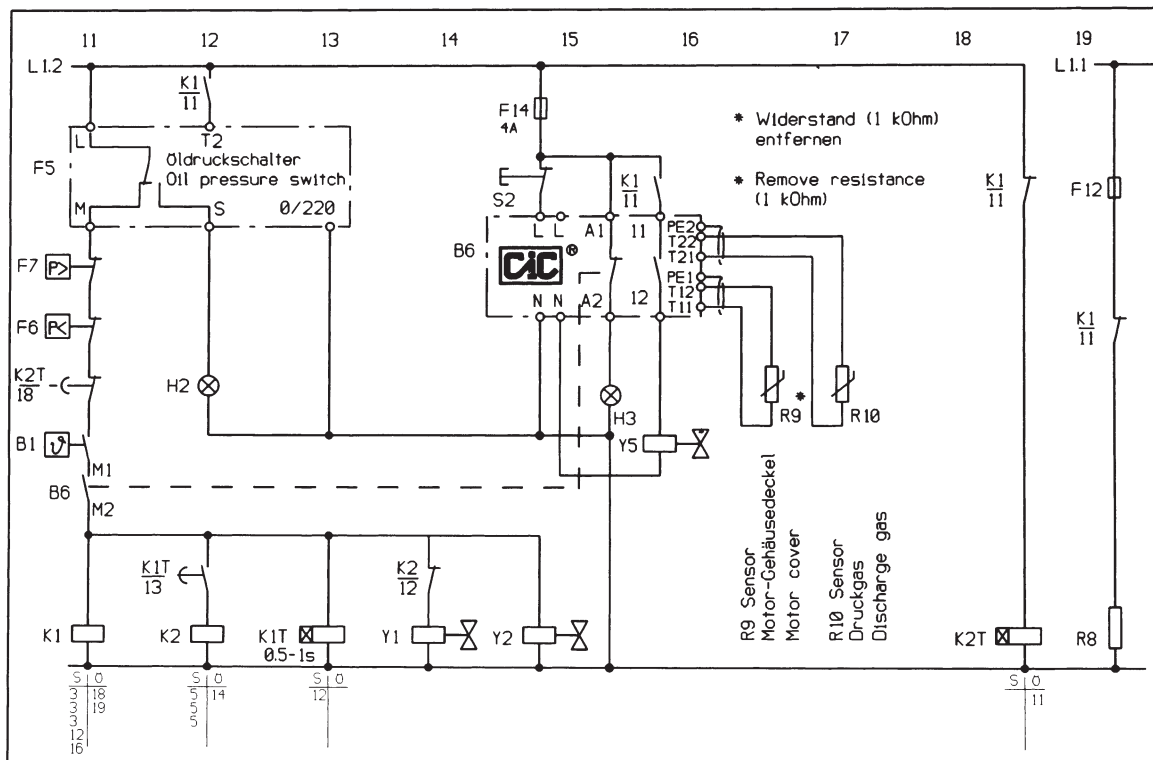 11 12 13 14 15 16 17 18 19
L1.2
L1.1
K1
11
F14
4A
* Widerstand (1 kOhm)
entfernen
* Remove resistance
(1 kOhm)
L
T2
F5
Öldruckschalter
Oil pressure switch
M
S
0/220
S2
K1
11
K1
11
F12
L L A1 11
B6
CIC ®
N N A2 12
PE2
T22
T21
PE1
T12
T11
F7
P>
F6
P<
K2T
18
H2
H3
R9
*
R10
K1
11
B1
ϑ
M1
B6
M2
Y5
R9 Sensor
Motor-Gehäusedeckel
Motor cover
R10 Sensor
Druckgas
Discharge gas
K1T
13
K2
12
K1
K2
K1T
0.5-1s
Y1
Y2
K2T
R8
S Ö
3 18
3 19
3
12
16
S Ö
5 14
5
5
S Ö
12
S Ö
11